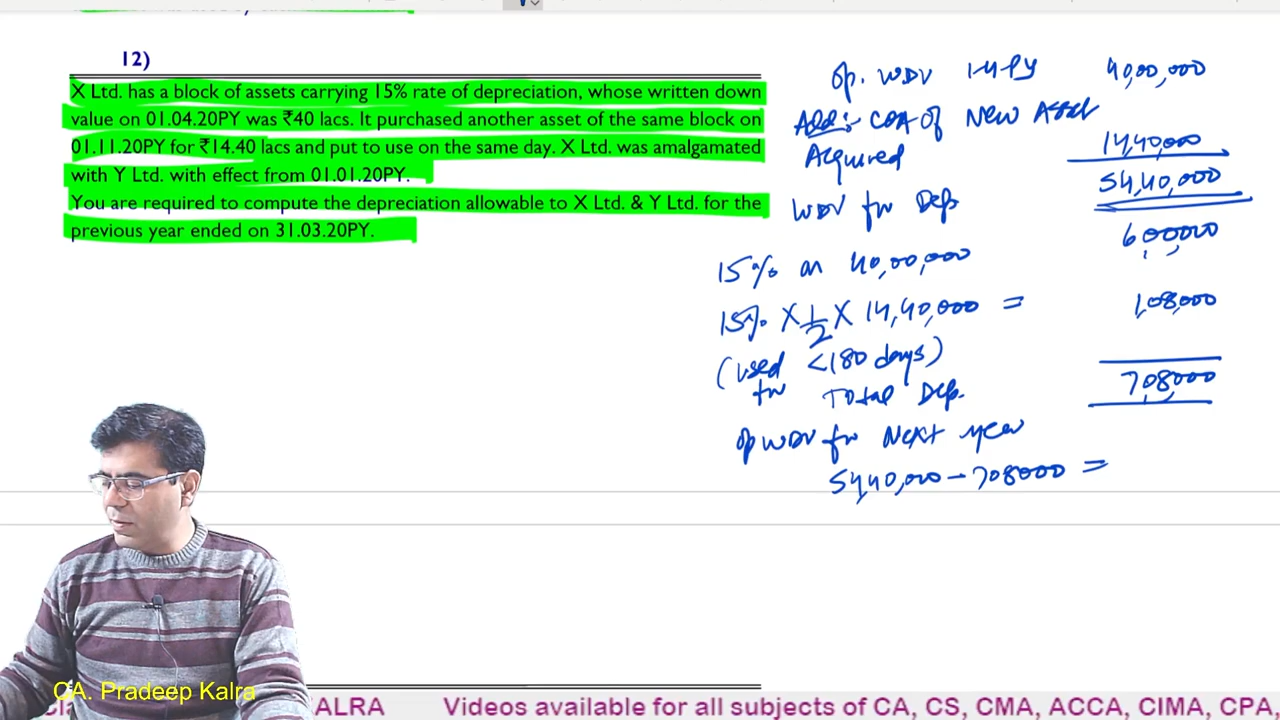 12)
X Ltd. has a block of assets carrying 15% rate of depreciation, whose written down
value on 01.04.20PY was ₹40 lacs. It purchased another asset of the same block on
01.11.20PY for ₹14.40 lacs and put to use on the same day. X Ltd. was amalgamated
with Y Ltd. with effect from 01.01.20PY.
You are required to compute the depreciation allowable to X Ltd. & Y Ltd. for the
previous year ended on 31.03.20PY.
Op. WDV 1.4.PY 40,00,000
Add:- Cost of New Asset
Acquired 14,40,000
54,40,000
WDV for Dep.
15% on 40,00,000 6,00,000
15% X 1/2 X 14,40,000 = 1,08,000
(used <180 days)
for Total Dep. 7,08,000
Op WDV for Next year
54,40,000 - 708000 =
CA. Pradeep Kalra
ALRA Videos available for all subjects of CA, CS, CMA, ACCA, CIMA, CPA,